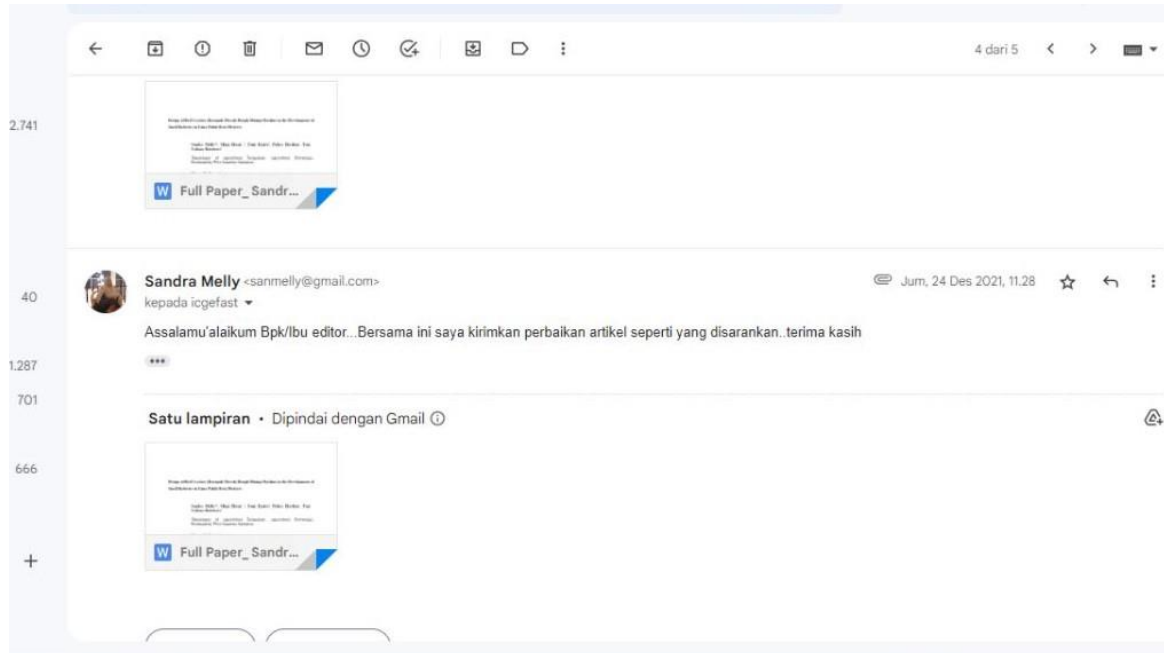 4 dari 5
2.741
W Full Paper_ Sandr...
Sandra Melly <sanmelly@gmail.com>
Jum, 24 Des 2021, 11.28
40
kepada icgefast
Assalamu'alaikum Bpk/Ibu editor...Bersama ini saya kirimkan perbaikan artikel seperti yang disarankan..terima kasih
1.287
701
Satu lampiran • Dipindai dengan Gmail
666
W Full Paper_ Sandr...